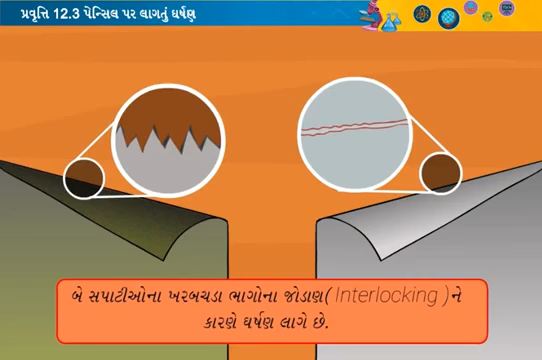 પ્રવૃત્તિ 12.3 પેન્સિલ પર લાગતું ઘર્ષણ
બે સપાટીઓના ખરબચડા ભાગોના જોડાણ( Interlocking )ને
કારણે ઘર્ષણ લાગે છે.